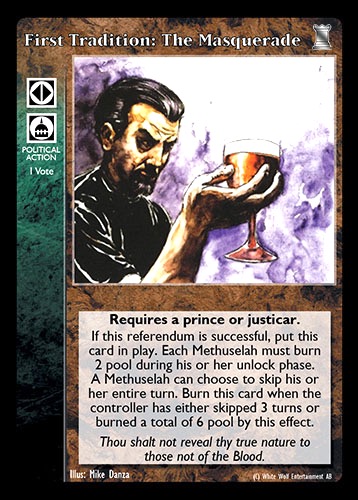 First Tradition: The Masquerade
POLITICAL
ACTION
1 Vote
Requires a prince or justicar.
If this referendum is successful, put this
card in play. Each Methuselah must burn
2 pool during his or her unlock phase.
A Methuselah can choose to skip his or
her entire turn. Burn this card when the
controller has either skipped 3 turns or
burned a total of 6 pool by this effect.
Thou shalt not reveal thy true nature to
those not of the Blood.
Illus: Mike Danza
(C) White Wolf Entertainment AB